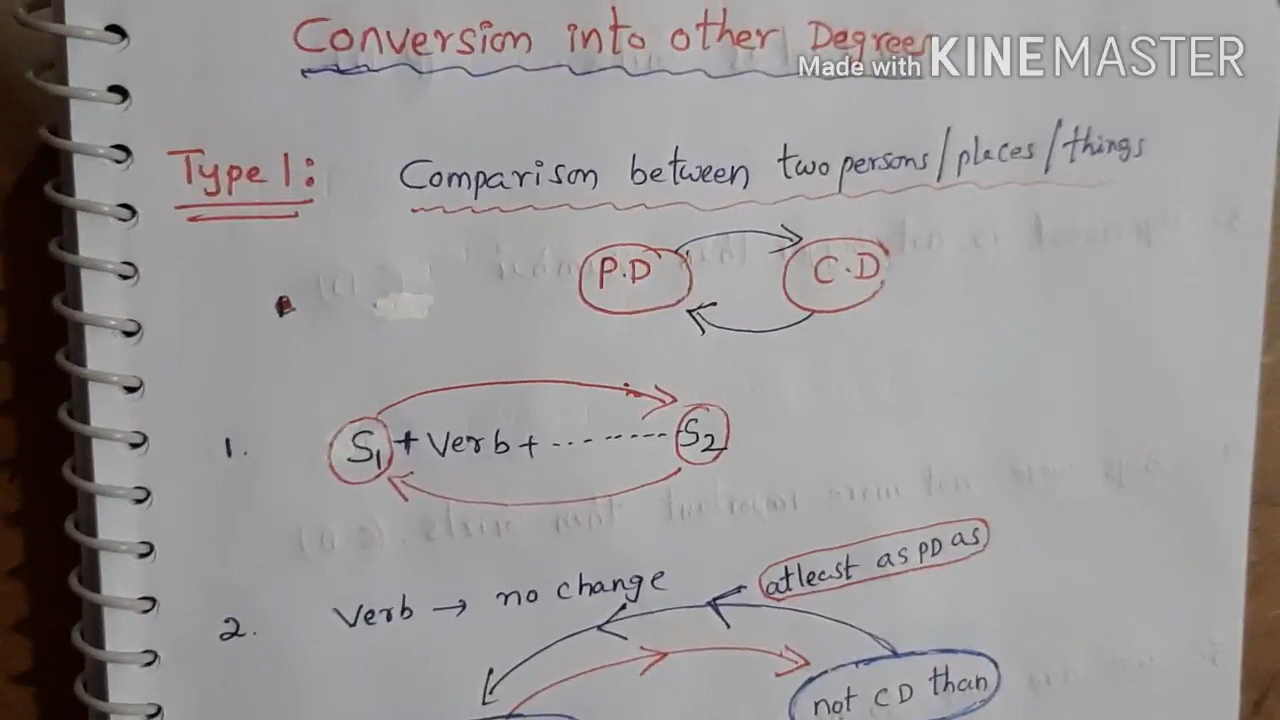 Conversion into other Degrees
Made with KINEMASTER
Type 1: Comparison between two persons/places/things
P.D C.D
1. S1 + Verb + -------- S2
atleast as PD as
2. Verb → no change
not CD than